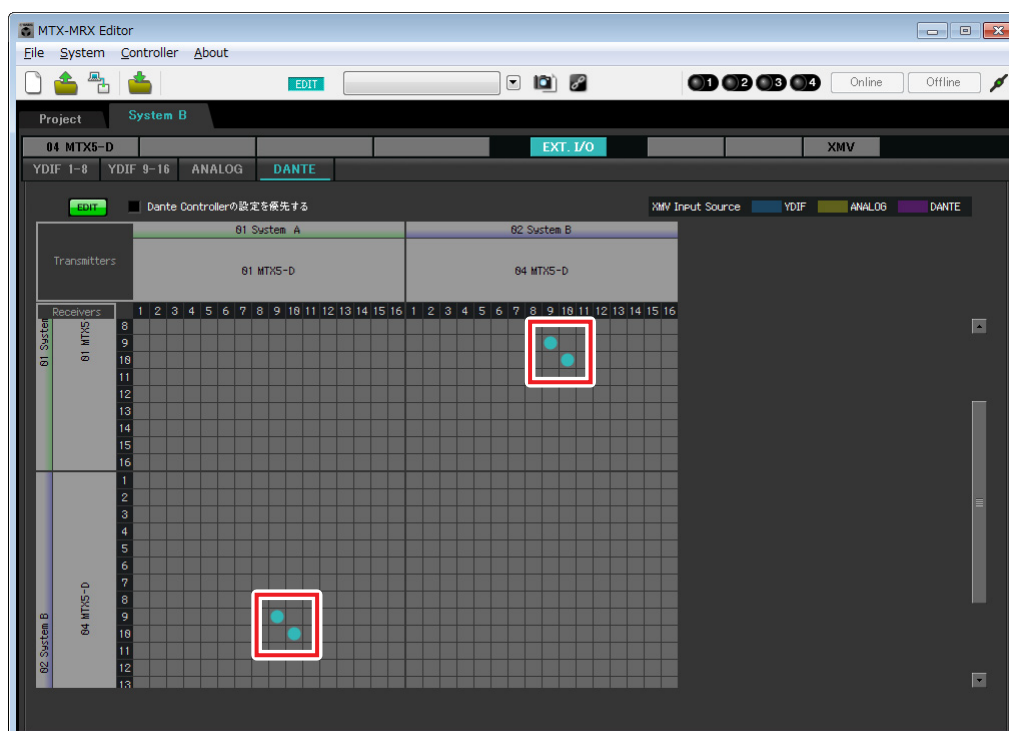 MTX-MRX Editor
File System Controller About
EDIT 1 2 3 4 Online Offline
Project System B
04 MTX5-D EXT. I/O XMV
YDIF 1-8 YDIF 9-16 ANALOG DANTE
EDIT Dante Controllerの設定を優先する XMV Input Source YDIF ANALOG DANTE
01 System A 02 System B
Transmitters 01 MTX5-D 04 MTX5-D
Receivers 1 2 3 4 5 6 7 8 9 10 11 12 13 14 15 16 1 2 3 4 5 6 7 8 9 10 11 12 13 14 15 16
01 System
01 MTX5
8
9
10
11
12
13
14
15
16
02 System B
04 MTX5-D
1
2
3
4
5
6
7
8
9
10
11
12
13